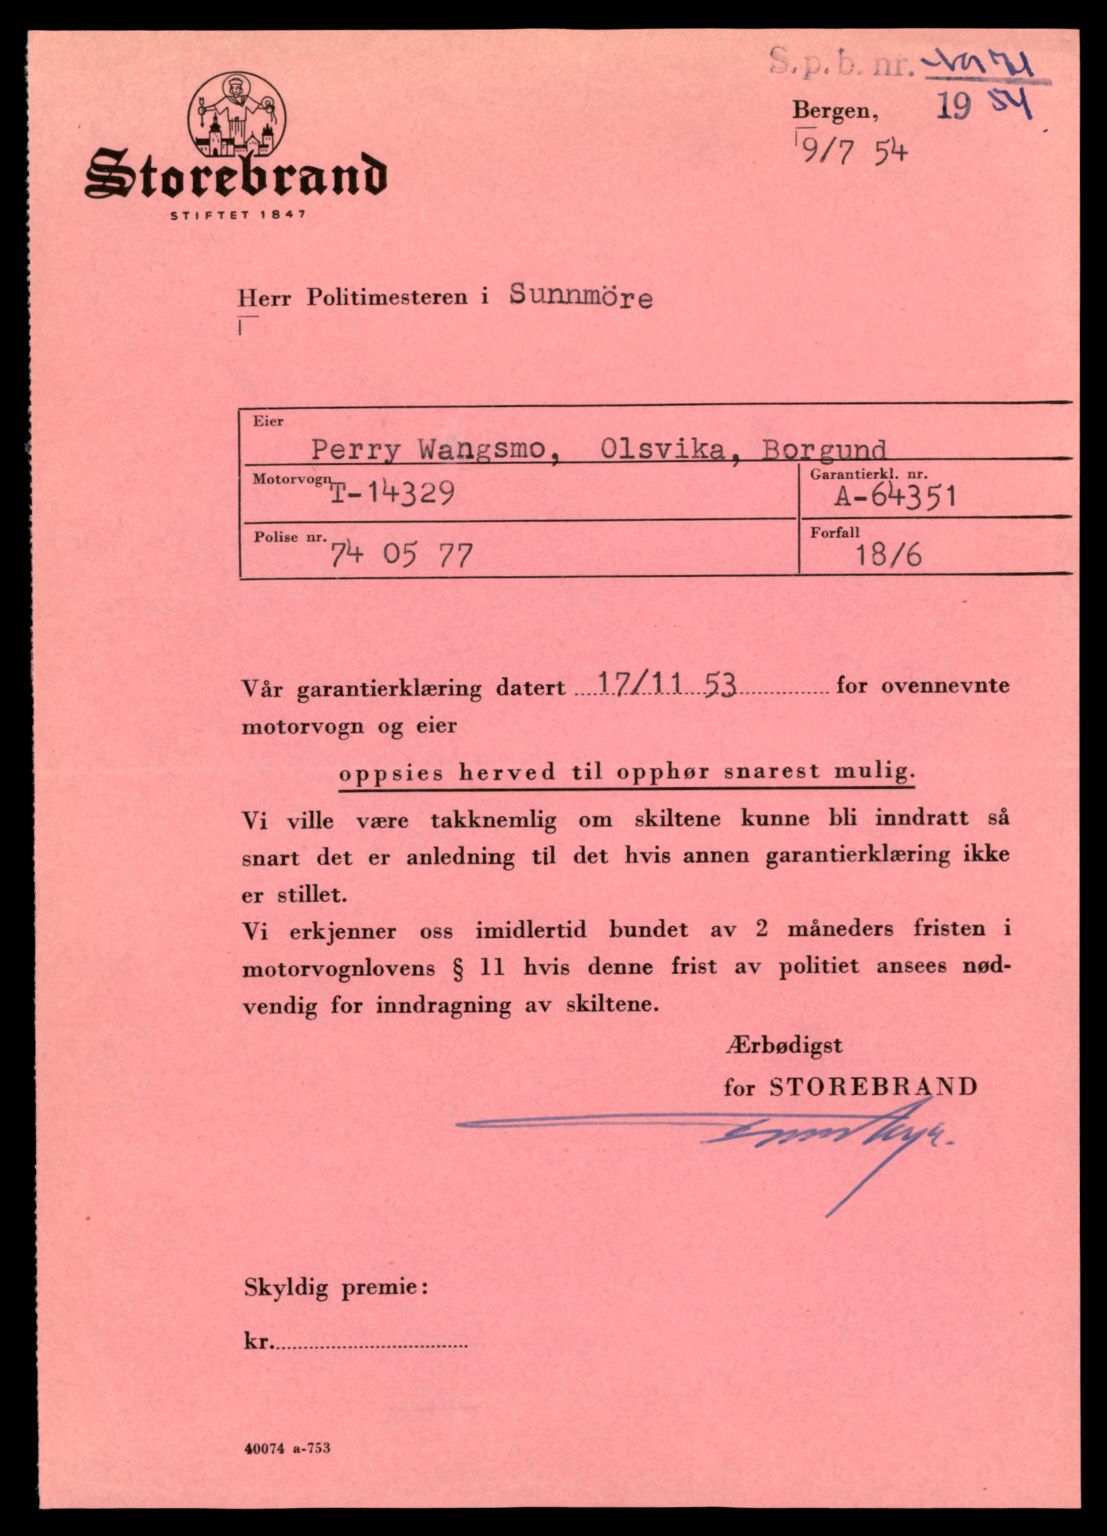 S.p.b. nr.
19 54
Bergen,
9/7 54
Storebrand
STIFTET 1847
Herr Politimesteren i Sunnmöre
Eier
Perry Wangsmo, Olsvika, Borgund
Motorvogn T-14329
Garantierkl. nr.
A-64351
Polise nr. 74 05 77
Forfall
18/6
Vår garantierklæring datert 17/11 53 for ovennevnte
motorvogn og eier
oppsies herved til opphør snarest mulig.
Vi ville være takknemlig om skiltene kunne bli inndratt så
snart det er anledning til det hvis annen garantierklæring ikke
er stillet.
Vi erkjenner oss imidlertid bundet av 2 måneders fristen i
motorvognlovens § 11 hvis denne frist av politiet ansees nød-
vendig for inndragning av skiltene.
Ærbødigst
for STOREBRAND
Skyldig premie:
kr.
40074 a-753